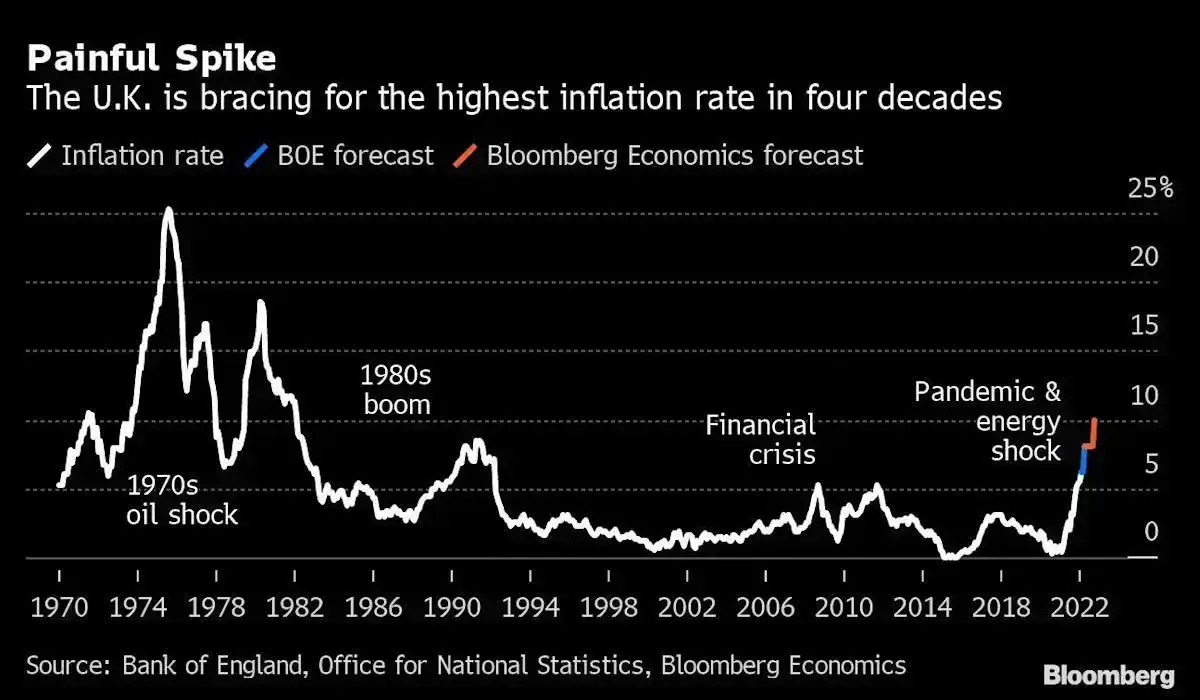 Painful Spike
The U.K. is bracing for the highest inflation rate in four decades
Inflation rate BOE forecast Bloomberg Economics forecast
25%
20
15
1980s
boom
Pandemic &
energy
shock
10
Financial
crisis
5
1970s
oil shock
0
1970 1974 1978 1982 1986 1990 1994 1998 2002 2006 2010 2014 2018 2022
Source: Bank of England, Office for National Statistics, Bloomberg Economics
Bloomberg